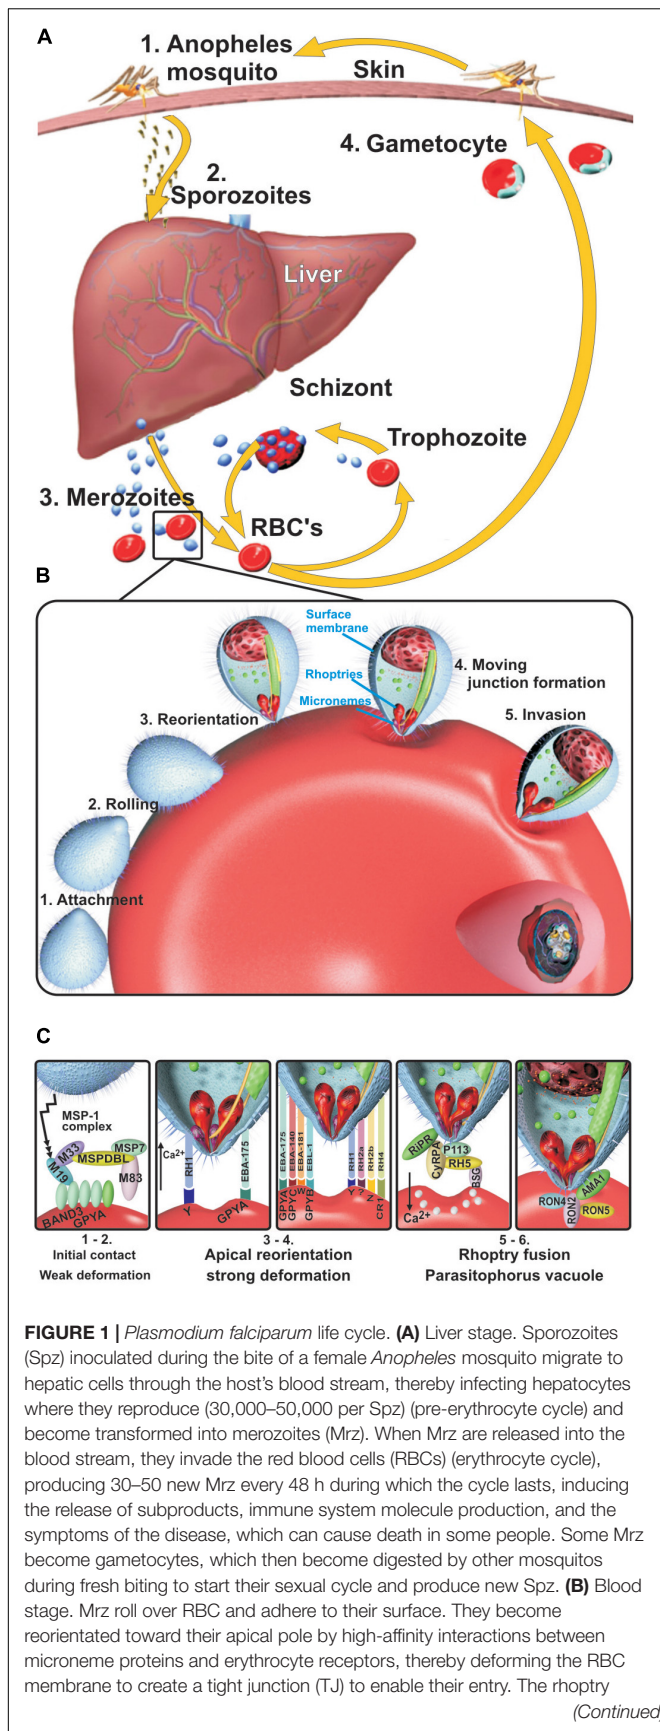 A
1. Anopheles
mosquito
Skin
4. Gametocyte
2.
Sporozoites
Liver
Schizont
Trophozoite
3. Merozoites
RBC's
B
Surface
membrane
Rhoptries
Micronemes
4. Moving
junction formation
3. Reorientation
5. Invasion
2. Rolling
1. Attachment
C
MSP-1
complex
M33
M19
MSPDBL
MSP7
M83
BAND3
GPYA
Ca2+
RH1
Y
EBA-175
GPYA
EBA-175
EBA-140
EBA-181
EBL-1
GPYA
GPYC
W
GPYB
RH1
RH2a
RH2b
RH4
Y
?
Z
CR1
RiPR
CyRPA
P113
RH5
BSG
Ca2+
AMA1
RON4
RON2
RON5
1 - 2.
Initial contact
Weak deformation
3 - 4.
Apical reorientation
strong deformation
5 - 6.
Rhoptry fusion
Parasitophorus vacuole
FIGURE 1 | Plasmodium falciparum life cycle. (A) Liver stage. Sporozoites
(Spz) inoculated during the bite of a female Anopheles mosquito migrate to
hepatic cells through the host's blood stream, thereby infecting hepatocytes
where they reproduce (30,000–50,000 per Spz) (pre-erythrocyte cycle) and
become transformed into merozoites (Mrz). When Mrz are released into the
blood stream, they invade the red blood cells (RBCs) (erythrocyte cycle),
producing 30–50 new Mrz every 48 h during which the cycle lasts, inducing
the release of subproducts, immune system molecule production, and the
symptoms of the disease, which can cause death in some people. Some Mrz
become gametocytes, which then become digested by other mosquitos
during fresh biting to start their sexual cycle and produce new Spz. (B) Blood
stage. Mrz roll over RBC and adhere to their surface. They become
reorientated toward their apical pole by high-affinity interactions between
microneme proteins and erythrocyte receptors, thereby deforming the RBC
membrane to create a tight junction (TJ) to enable their entry. The rhoptry
(Continued)